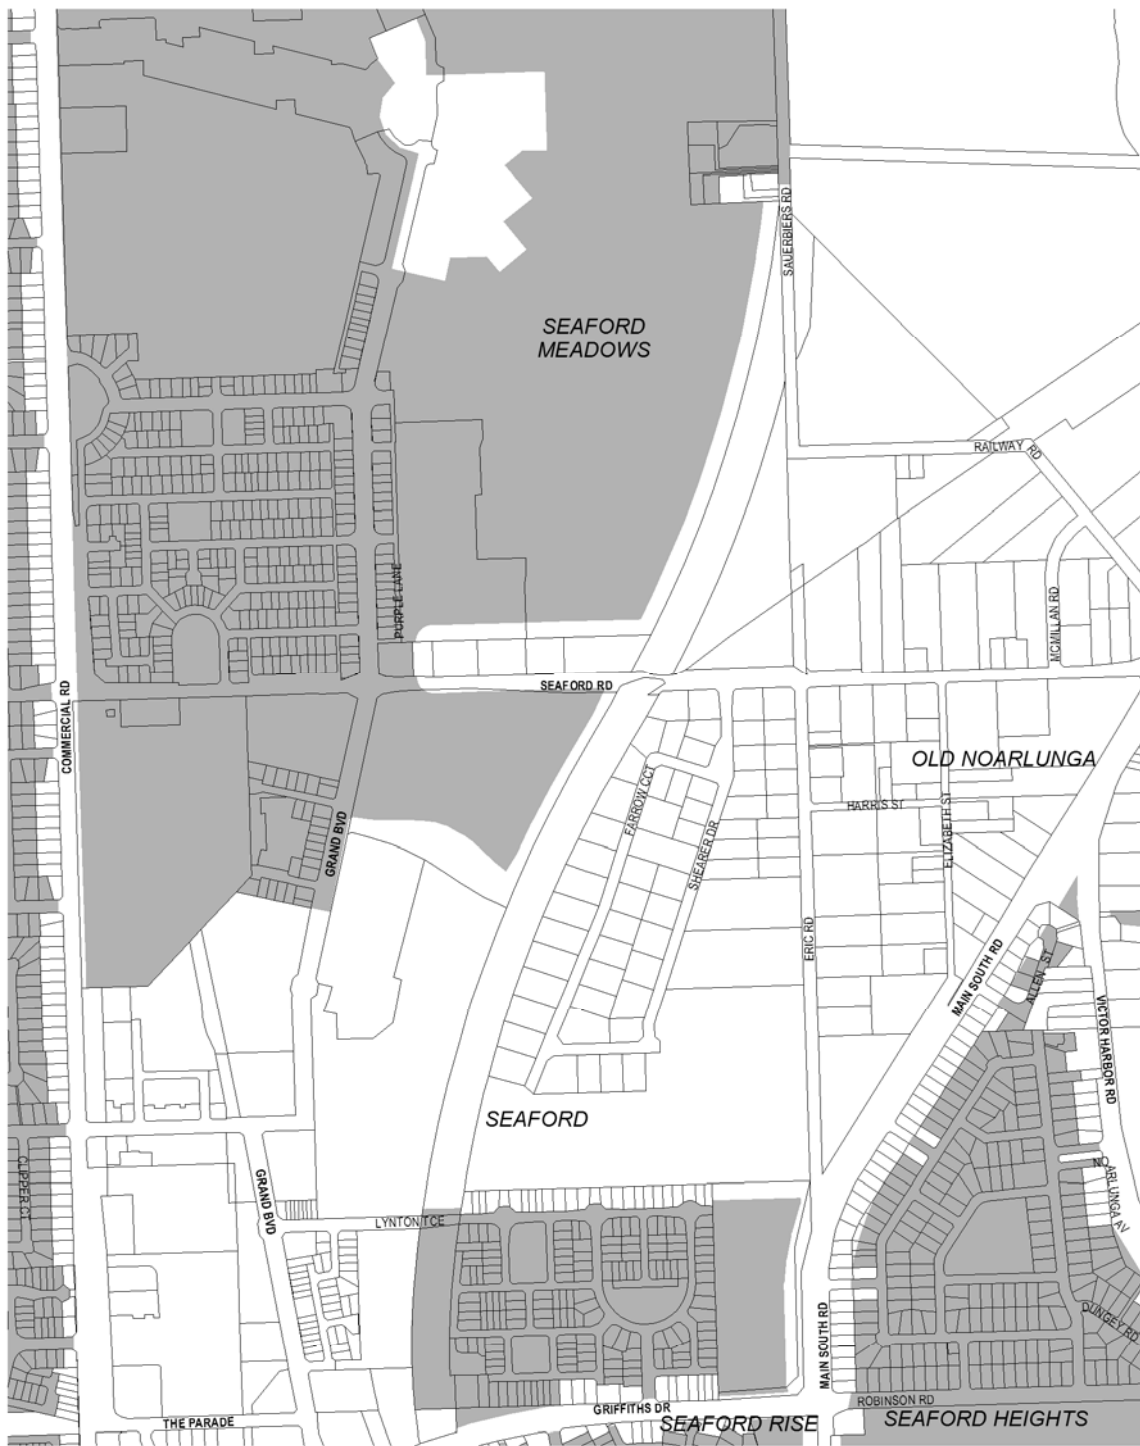 SAUERBIERS RD
SEAFORD
MEADOWS
RAILWAY RD
PURPLE LANE
MCMILLAN RD
SEAFORD RD
COMMERCIAL RD
OLD NOARLUNGA
FARROW CCT
HARRIS ST
GRAND BVD
SHEARER DR
ELIZABETH ST
ERIC RD
MAIN SOUTH RD
ALLEN ST
VICTOR HARBOR RD
SEAFORD
CLIPPER CT
GRAND BVD
NOARLUNGA AV
LYNTON TCE
MAIN SOUTH RD
DUNGEY RD
ROBINSON RD
GRIFFITHS DR
THE PARADE
SEAFORD RISE
SEAFORD HEIGHTS